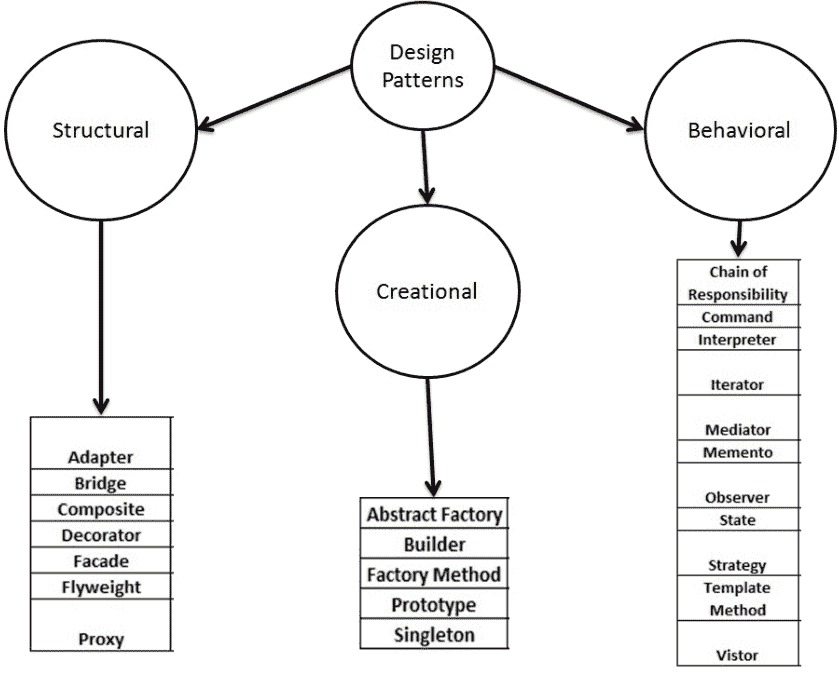 Design
Patterns
Structural
Creational
Behavioral
Adapter
Bridge
Composite
Decorator
Facade
Flyweight
Proxy
Abstract Factory
Builder
Factory Method
Prototype
Singleton
Chain of
Responsibility
Command
Interpreter
Iterator
Mediator
Memento
Observer
State
Strategy
Template
Method
Vistor